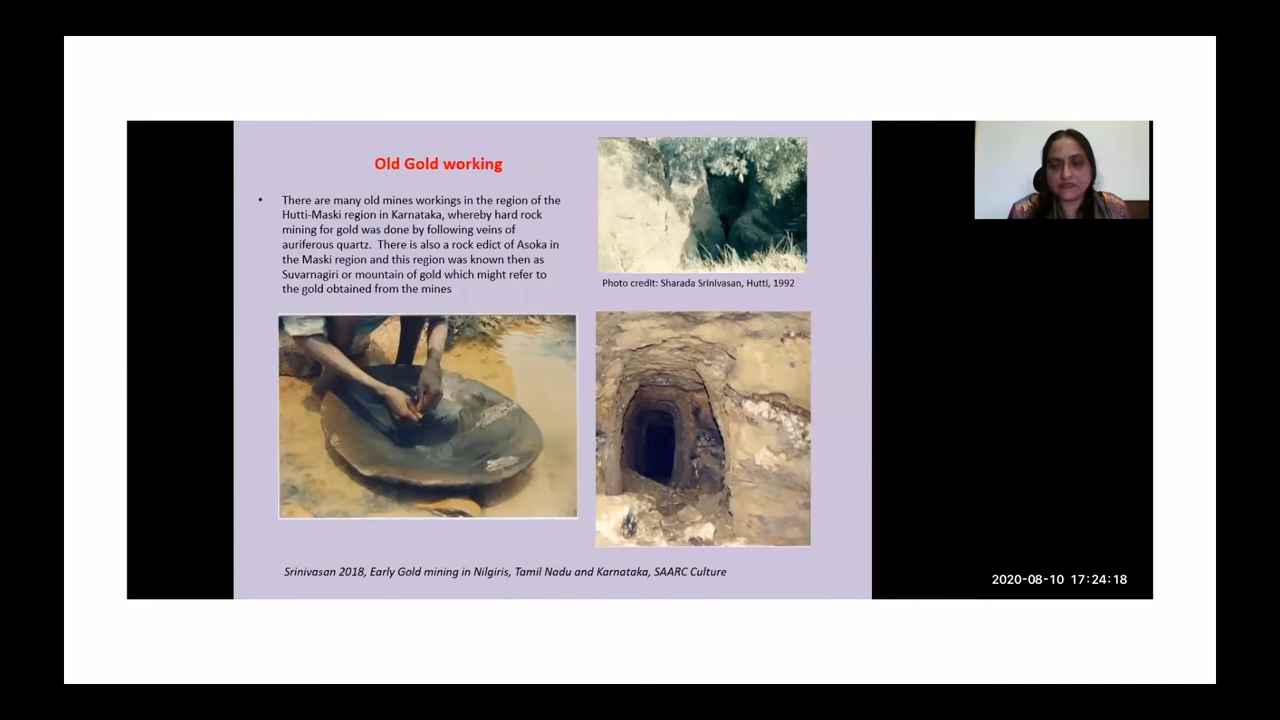 Old Gold working
• There are many old mines workings in the region of the
Hutti-Maski region in Karnataka, whereby hard rock
mining for gold was done by following veins of
auriferous quartz. There is also a rock edict of Asoka in
the Maski region and this region was known then as
Suvarnagiri or mountain of gold which might refer to
the gold obtained from the mines
Photo credit: Sharada Srinivasan, Hutti, 1992
Srinivasan 2018, Early Gold mining in Nilgiris, Tamil Nadu and Karnataka, SAARC Culture
2020-08-10 17:24:18